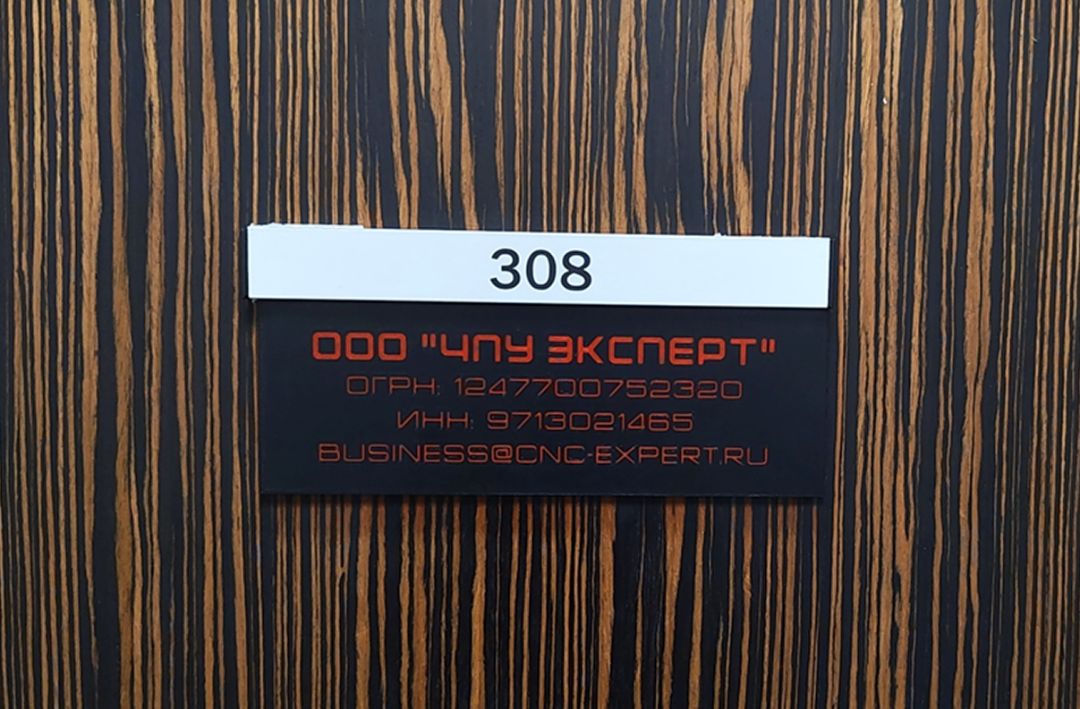 308
ООО "ЧПУ ЭКСПЕРТ"
ОГРН: 1247700752320
ИНН: 9713021465
BUSINESS@CNC-EXPERT.RU